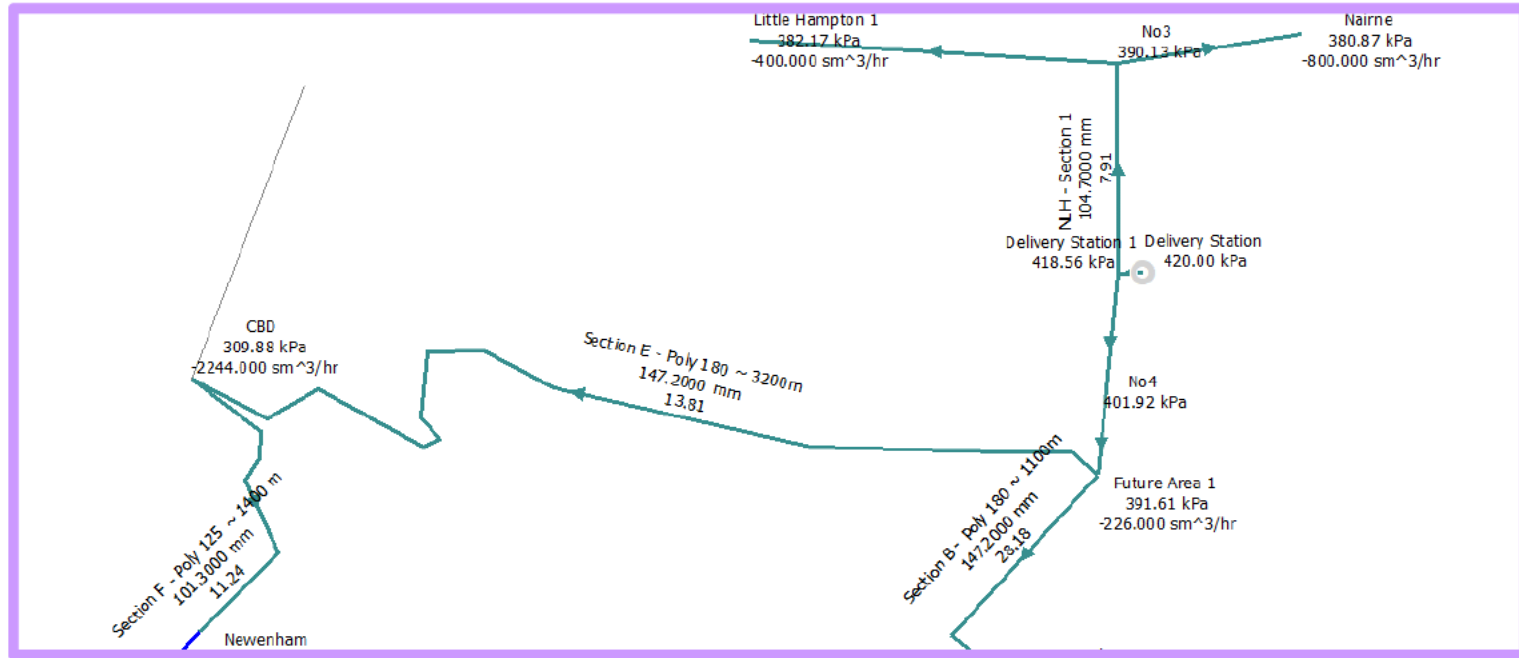 Little Hampton 1
382.17 kPa
-400.000 sm^3/hr
No3
390.13 kPa
Nairne
380.87 kPa
-800.000 sm^3/hr
NLH - Section 1
104.7000 mm
7.91
Delivery Station 1
418.56 kPa
Delivery Station
420.00 kPa
CBD
309.88 kPa
-2244.000 sm^3/hr
Section E - Poly 180 ~ 3200m
147.2000 mm
13.81
No4
401.92 kPa
Future Area 1
391.61 kPa
-226.000 sm^3/hr
Section B - Poly 180 ~ 1100m
147.2000 mm
28.18
Section F - Poly 125 ~ 1400 m
101.3000 mm
11.24
Newenham